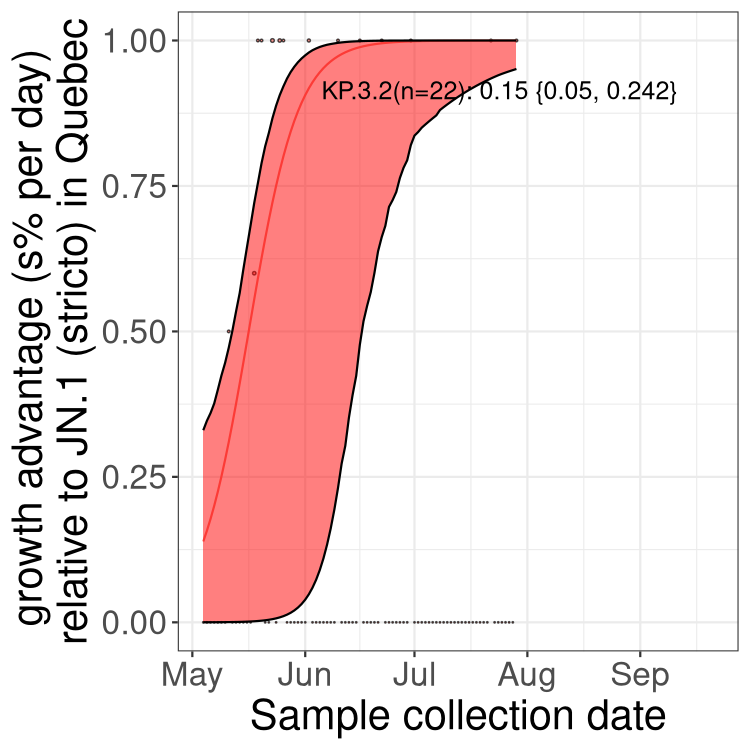 growth advantage (s% per day)
relative to JN.1 (stricto) in Quebec
1.00
0.75
0.50
0.25
0.00
KP.3.2(n=22): 0.15 {0.05, 0.242}
May Jun Jul Aug Sep
Sample collection date